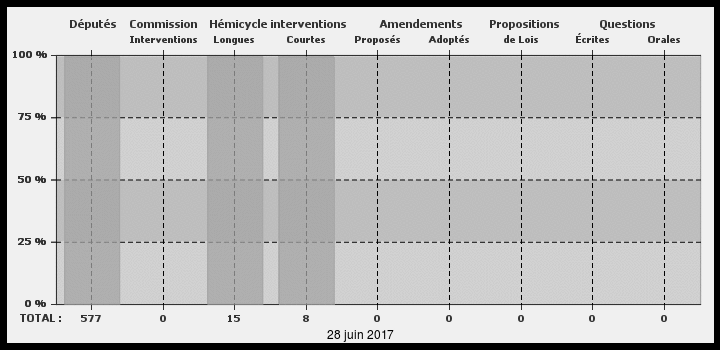 Députés Commission Hémicycle interventions Amendements Propositions Questions
Interventions Longues Courtes Proposés Adoptés de Lois Écrites Orales
100 %
75 %
50 %
25 %
0 %
TOTAL : 577 0 15 8 0 0 0 0 0
28 juin 2017